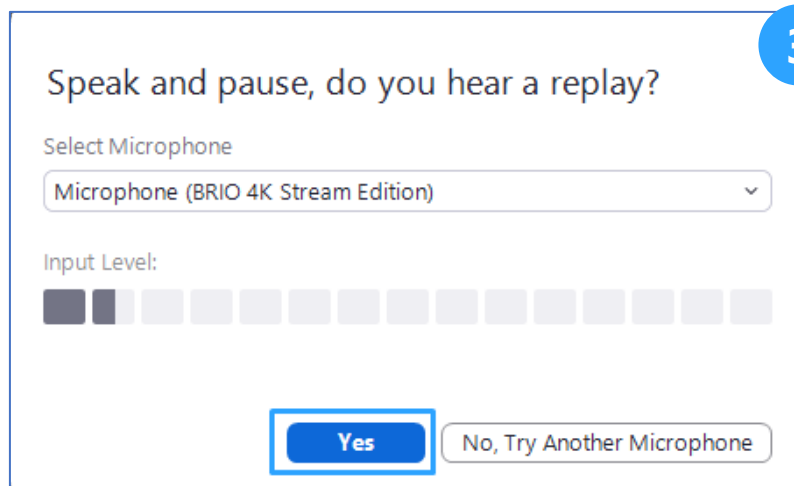 3
Speak and pause, do you hear a replay?
Select Microphone
Microphone (BRIO 4K Stream Edition)
Input Level:
Yes
No, Try Another Microphone